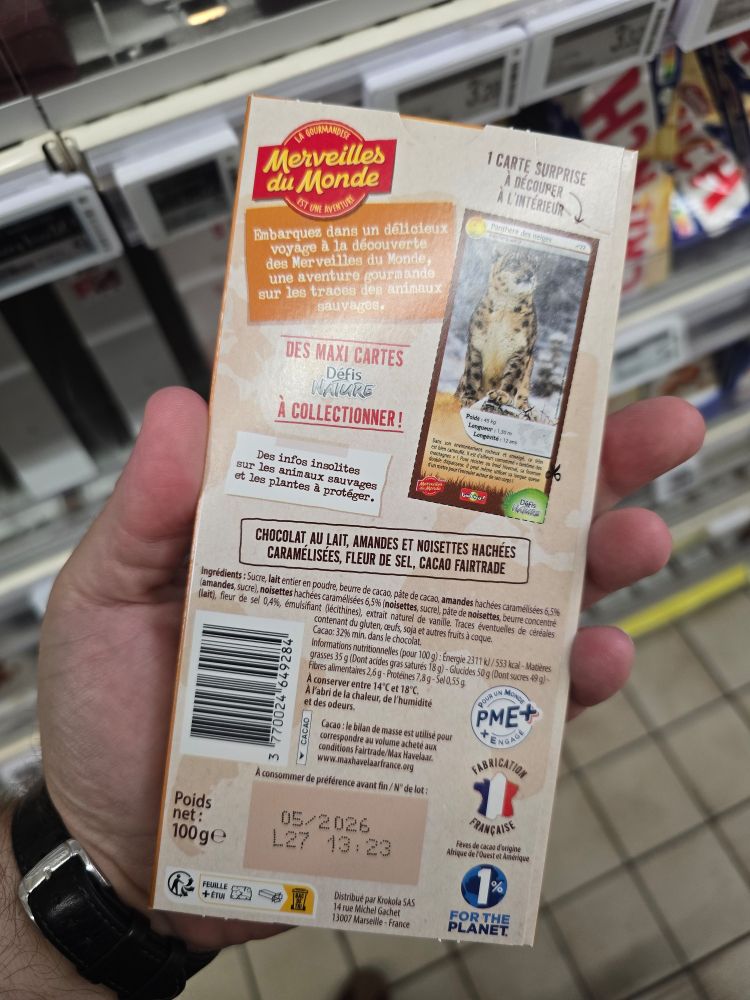 LA GOURMANDISE
Merveilles
du Monde
EST UNE AVENTURE
1 CARTE SURPRISE
À DÉCOUPER
À L'INTÉRIEUR
Embarquez dans un délicieux
voyage à la découverte
des Merveilles du Monde,
une aventure gourmande
sur les traces des animaux
sauvages.
Panthère des neiges
DES MAXI CARTES
Défis
NATURE
À COLLECTIONNER !
Poids : 45 kg
Longueur : 1,30 m
Longévité : 12 ans
Des infos insolites
sur les animaux sauvages
et les plantes à protéger.
Merveilles
du Monde
Défis
Nature
CHOCOLAT AU LAIT, AMANDES ET NOISETTES HACHÉES
CARAMÉLISÉES, FLEUR DE SEL, CACAO FAIRTRADE
Ingrédients : Sucre, lait entier en poudre, beurre de cacao, pâte de cacao, amandes hachées caramélisées 6,5%
(amandes, sucre), noisettes hachées caramélisées 6,5% (noisettes, sucre), pâte de noisettes, beurre concentré
(lait), fleur de sel 0,4%, émulsifiant (lécithines), extrait naturel de vanille. Traces éventuelles de céréales
contenant du gluten, œufs, soja et autres fruits à coque.
Cacao: 32% min. dans le chocolat.
Informations nutritionnelles (pour 100 g) : Energie 2311 kJ / 553 kcal - Matières
grasses 35 g (Dont acides gras saturés 18 g) - Glucides 50 g (Dont sucres 49 g) -
Fibres alimentaires 2,6 g - Protéines 7,8 g - Sel 0,55 g.
A conserver entre 14°C et 18°C.
À l'abri de la chaleur, de l'humidité
et des odeurs.
3 770024 649284
CACAO
Cacao : le bilan de masse est utilisé pour
correspondre au volume acheté aux
conditions Fairtrade/Max Havelaar.
www.maxhavelaarfrance.org
POUR UN MONDE
PME+
+ ENGAGÉ
À consommer de préférence avant fin / N° de lot :
05/2026
L27 13:23
FABRICATION
FRANÇAISE
Poids
net :
100g e
Fèves de cacao d'origine
Afrique de l'Ouest et Amérique
1%
FOR THE
PLANET
FEUILLE
+ ÉTUI
Distribué par Krokola SAS
14 rue Michel Gachet
13007 Marseille - France